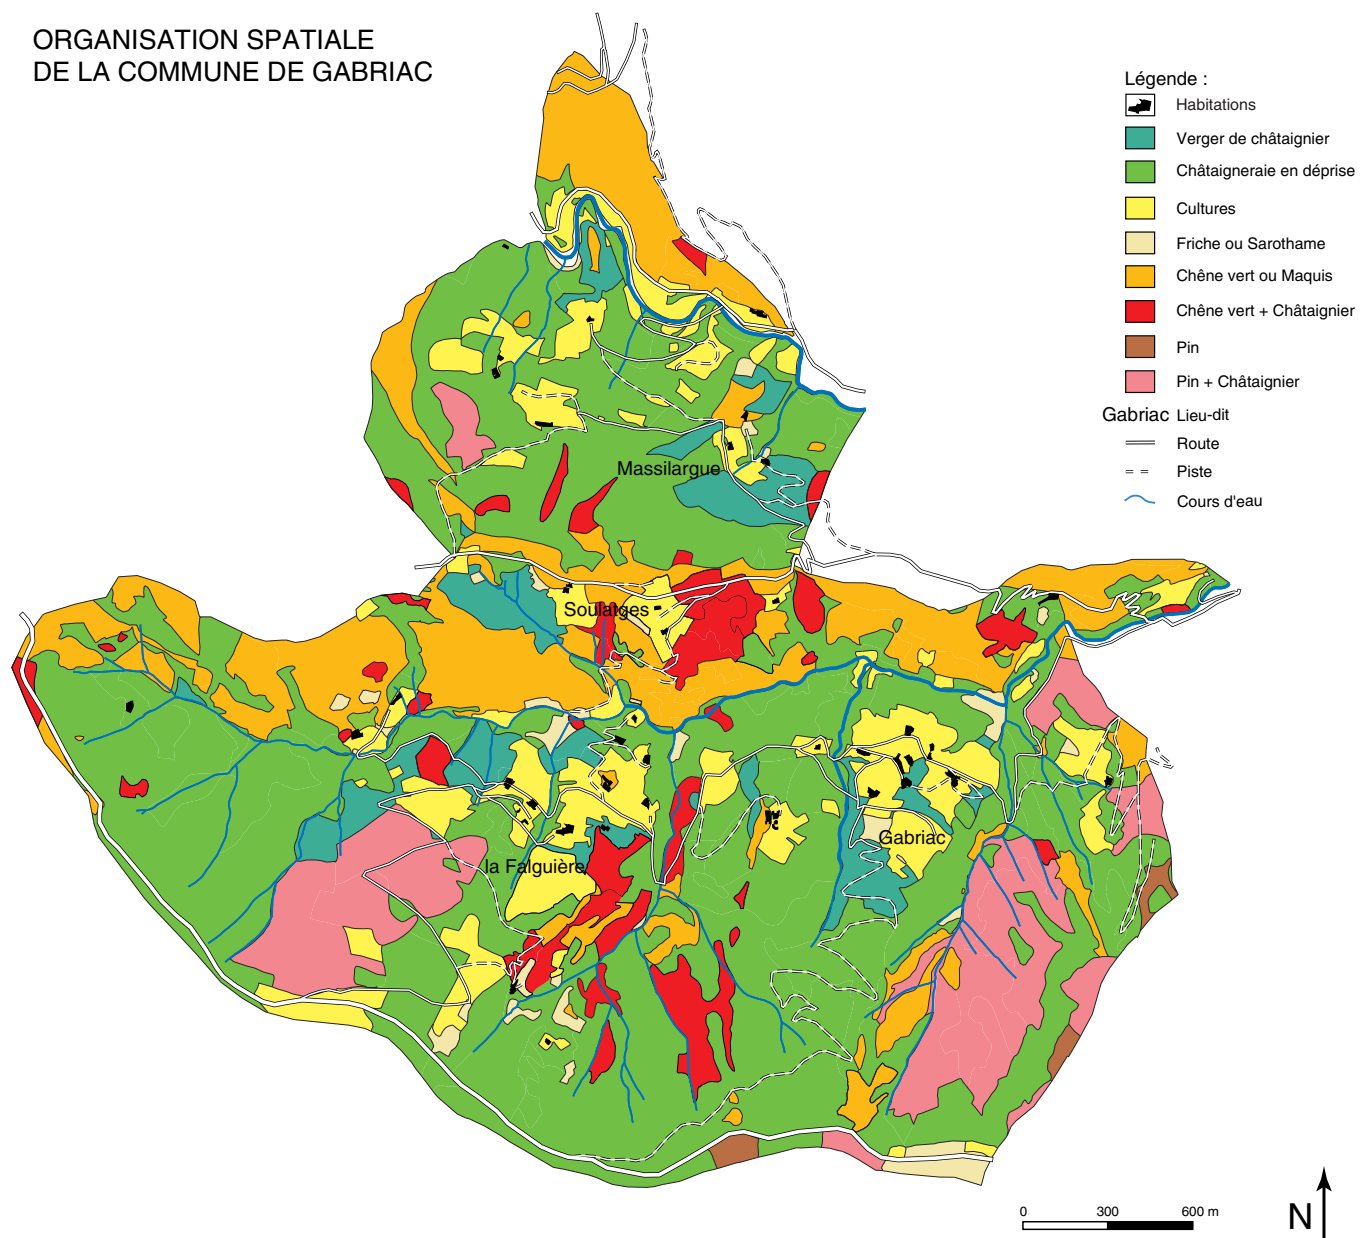 ORGANISATION SPATIALE
DE LA COMMUNE DE GABRIAC
Légende :
Habitations
Verger de châtaignier
Châtaigneraie en déprise
Cultures
Friche ou Sarothame
Chêne vert ou Maquis
Chêne vert + Châtaignier
Pin
Pin + Châtaignier
Gabriac Lieu-dit
Route
Piste
Cours d'eau
Massilargue
Soulatges
Gabriac
la Falguière
0 300 600 m
N